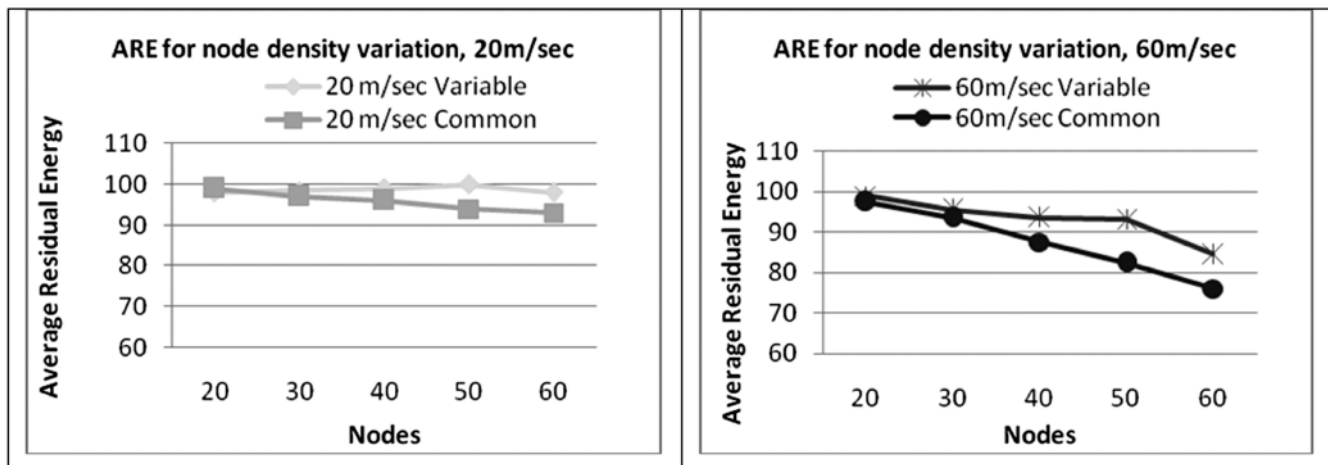 ARE for node density variation, 20m/sec
20 m/sec Variable
20 m/sec Common
Average Residual Energy
110
100
90
80
70
60
20 30 40 50 60
Nodes
ARE for node density variation, 60m/sec
60m/sec Variable
60m/sec Common
Average Residual Energy
110
100
90
80
70
60
20 30 40 50 60
Nodes